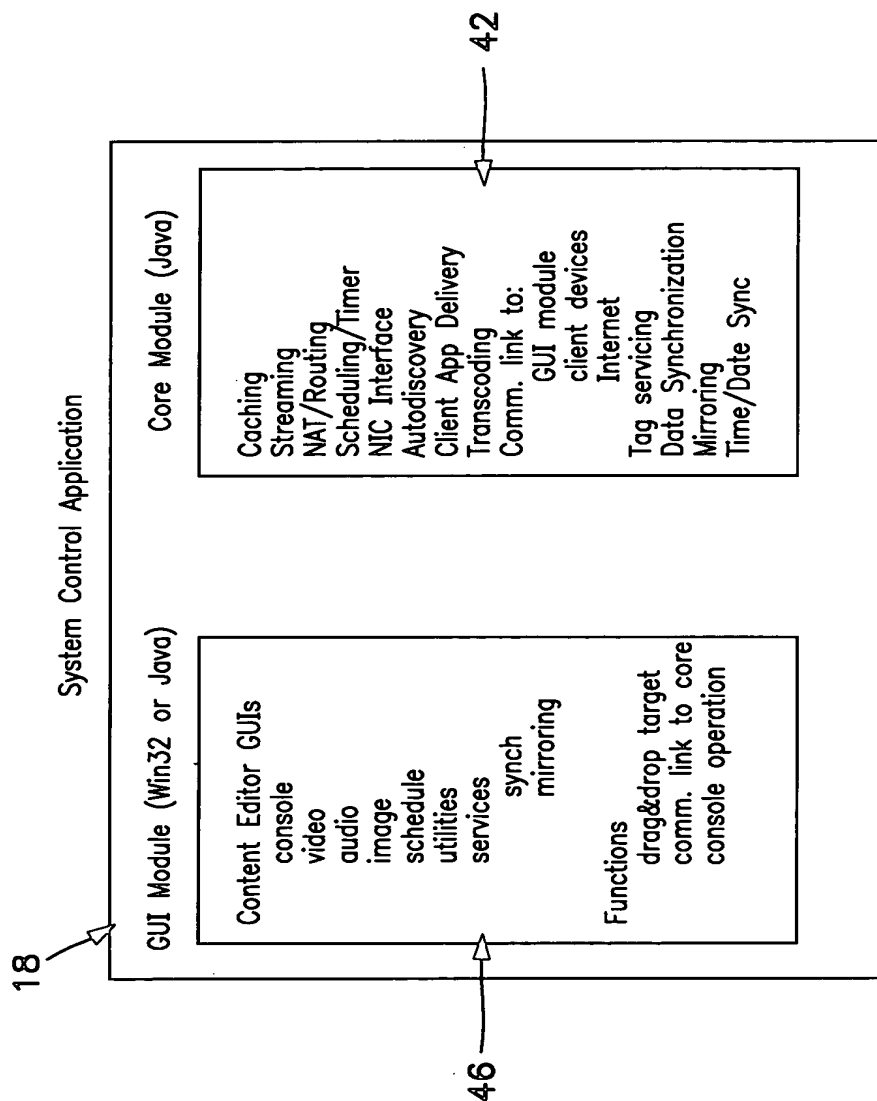 System Control Application
18
GUI Module (Win32 or Java)
Content Editor GUIs
console
video
audio
image
schedule
utilities
services
synch
mirroring
Functions
drag&drop target
comm. link to core
console operation
46
Core Module (Java)
Caching
Streaming
NAT/Routing
Scheduling/Timer
NIC Interface
Autodiscovery
Client App Delivery
Transcoding
Comm. link to:
GUI module
client devices
Internet
Tag servicing
Data Synchronization
Mirroring
Time/Date Sync
42